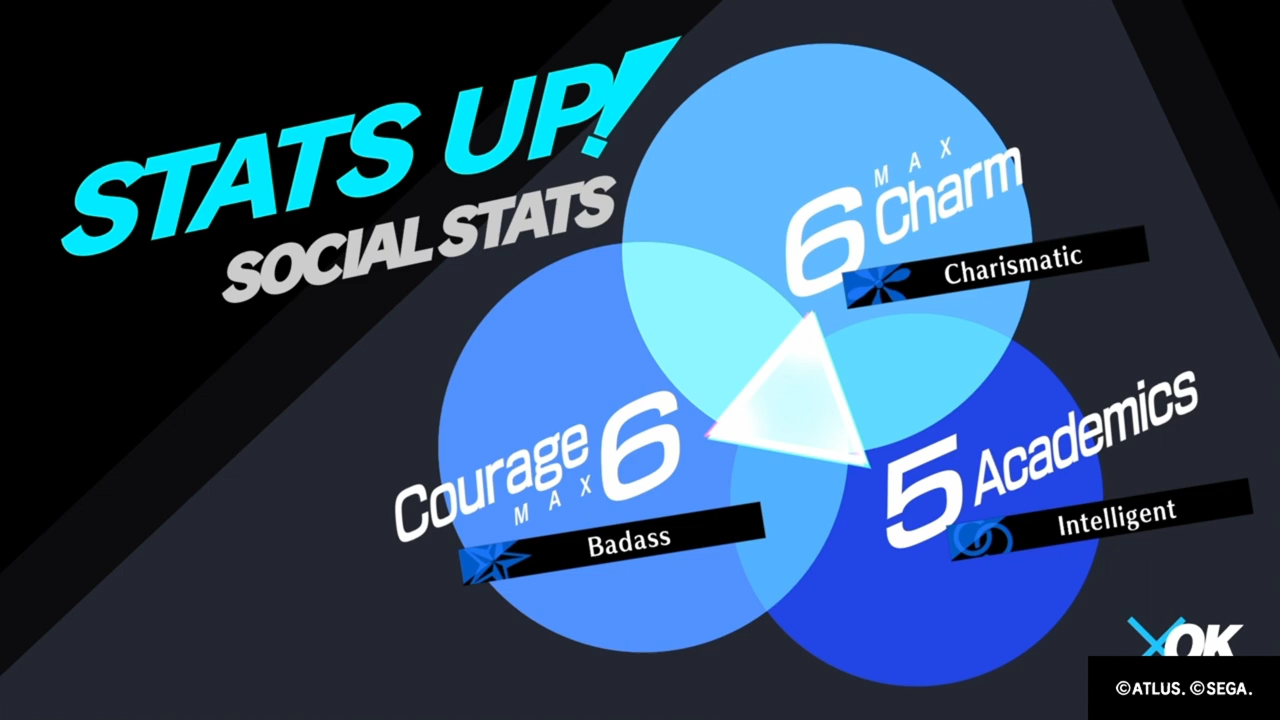 STATS UP!
SOCIAL STATS
MAX
6 Charm
Charismatic
Courage 6
MAX
Badass
5 Academics
Intelligent
OK
©ATLUS. ©SEGA.